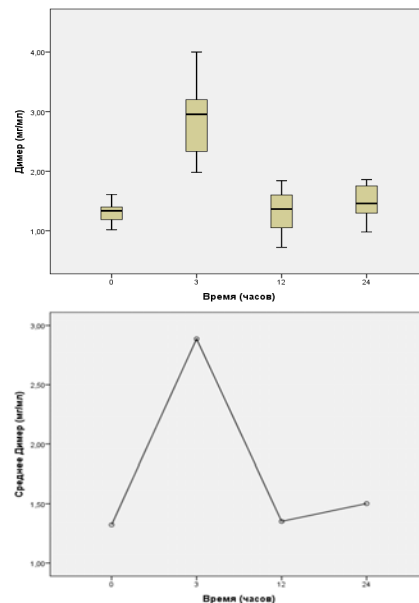 4,00
3,00
2,00
1,00
Димер (мг/мл)
0 3 12 24
Время (часов)
3,00
2,50
2,00
1,50
1,00
Среднее Димер (мг/мл)
0 3 12 24
Время (часов)